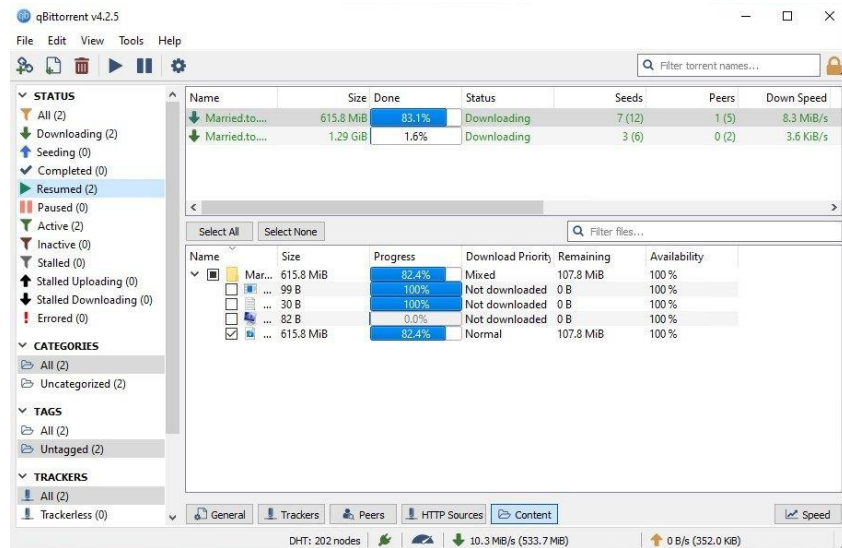 qBittorrent v4.2.5
File Edit View Tools Help
Filter torrent names...
STATUS
All (2)
Downloading (2)
Seeding (0)
Completed (0)
Resumed (2)
Paused (0)
Active (2)
Inactive (0)
Stalled (0)
Stalled Uploading (0)
Stalled Downloading (0)
Errored (0)
CATEGORIES
All (2)
Uncategorized (2)
TAGS
All (2)
Untagged (2)
TRACKERS
All (2)
Trackerless (0)
Name Size Done Status Seeds Peers Down Speed
Married.to.... 615.8 MiB 83.1% Downloading 7 (12) 1 (5) 8.3 MiB/s
Married.to.... 1.29 GiB 1.6% Downloading 3 (6) 0 (2) 3.6 KiB/s
Select All Select None Filter files...
Name Size Progress Download Priority Remaining Availability
Mar... 615.8 MiB 82.4% Mixed 107.8 MiB 100 %
... 99 B 100% Not downloaded 0 B 100 %
... 30 B 100% Not downloaded 0 B 100 %
... 82 B 0.0% Not downloaded 0 B 100 %
... 615.8 MiB 82.4% Normal 107.8 MiB 100 %
General Trackers Peers HTTP Sources Content Speed
DHT: 202 nodes 10.3 MiB/s (533.7 MiB) 0 B/s (352.0 KiB)